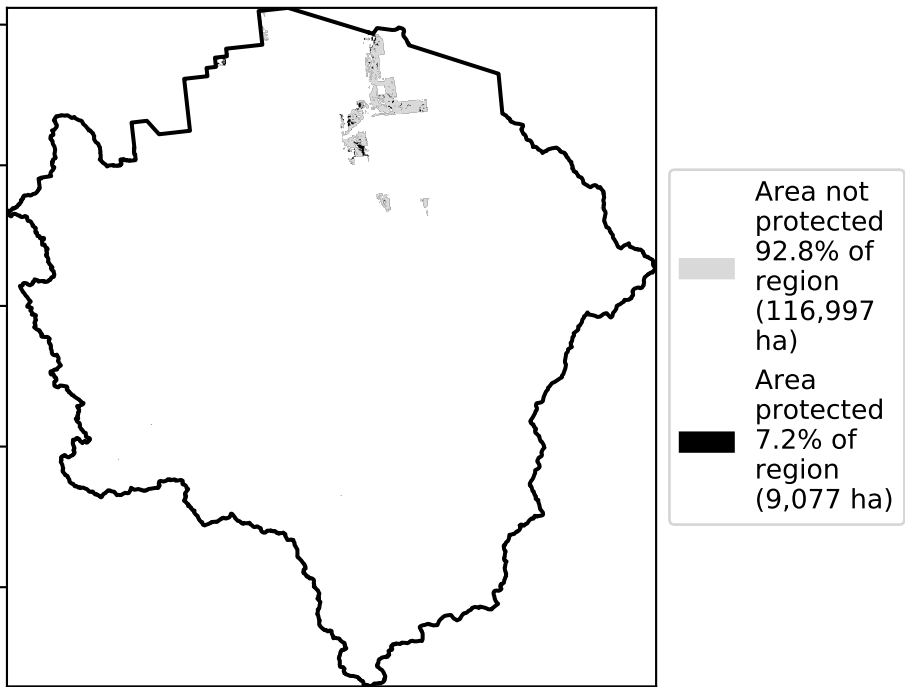 Area not
protected
92.8% of
region
(116,997
ha)
Area
protected
7.2% of
region
(9,077 ha)